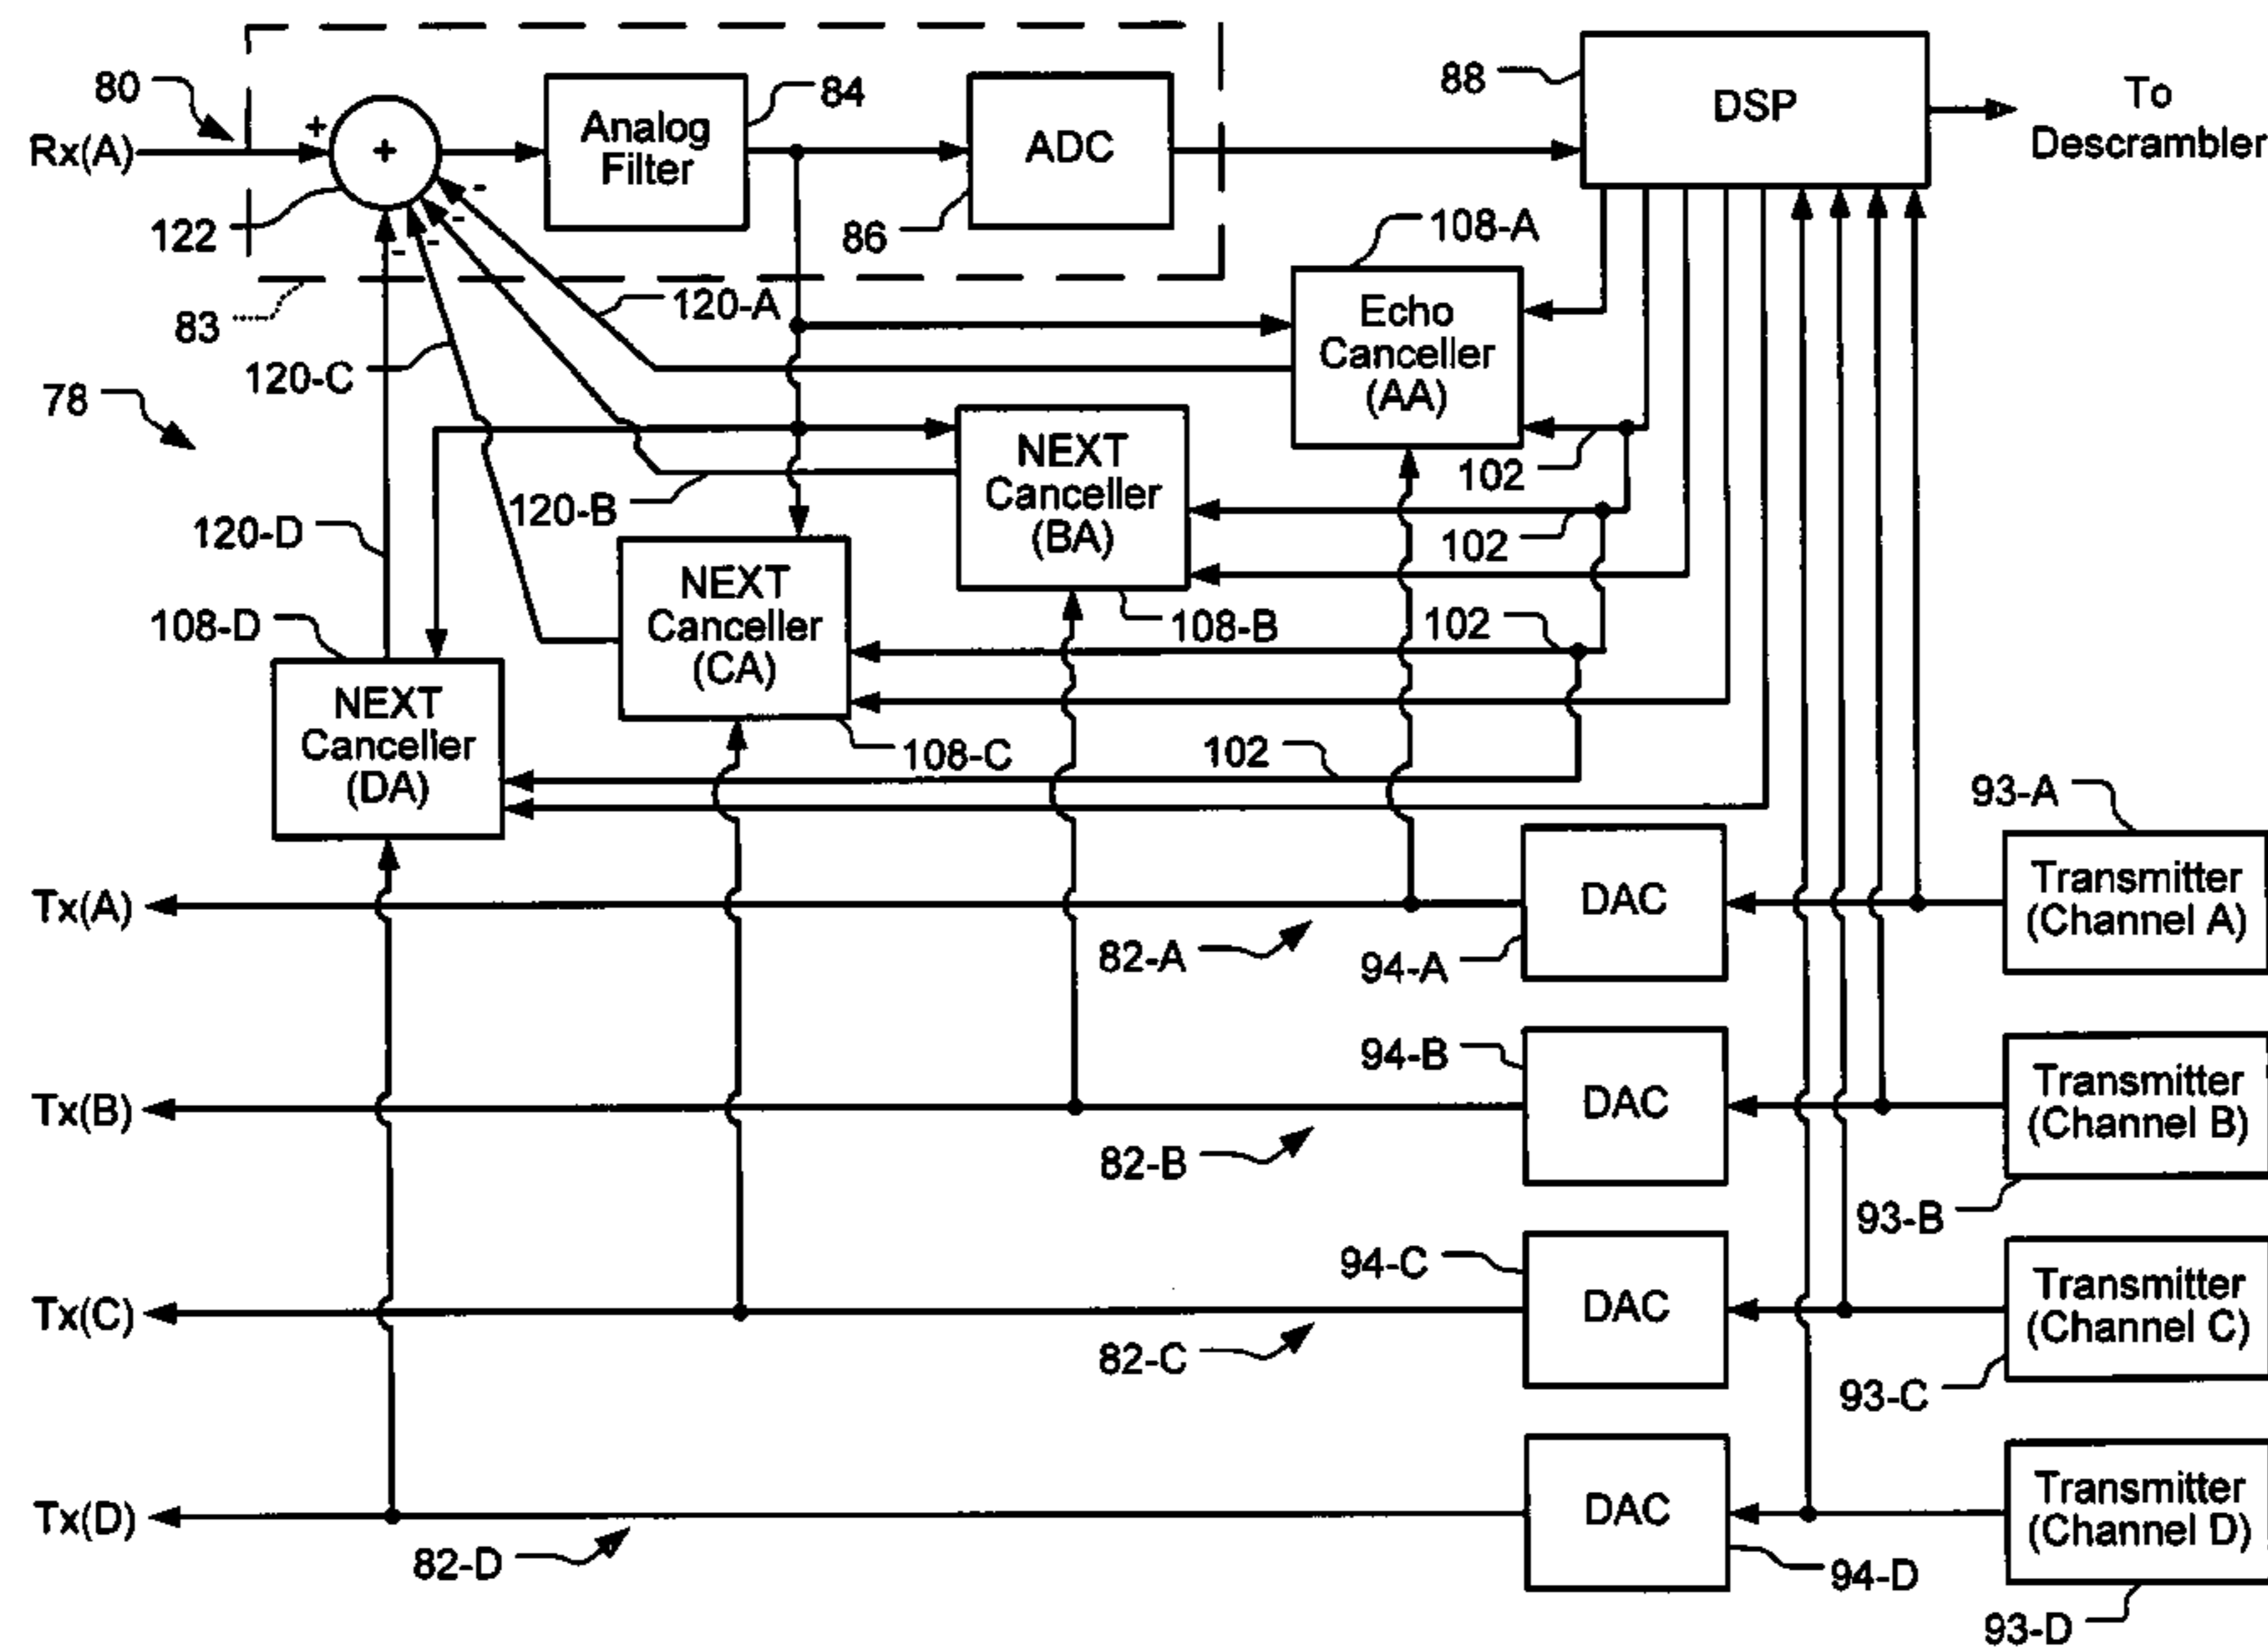 80
Rx(A)
+
+
122
-
-
-
-
83
Analog
Filter
84
ADC
86
88
DSP
To
Descrambler
78
120-A
120-C
120-B
120-D
108-A
Echo
Canceller
(AA)
102
NEXT
Canceller
(BA)
102
108-B
NEXT
Canceller
(CA)
102
108-C
108-D
NEXT
Canceller
(DA)
102
Tx(A)
82-A
94-A
DAC
93-A
Transmitter
(Channel A)
Tx(B)
82-B
94-B
DAC
Transmitter
(Channel B)
93-B
Tx(C)
82-C
94-C
DAC
Transmitter
(Channel C)
93-C
Tx(D)
82-D
DAC
94-D
Transmitter
(Channel D)
93-D